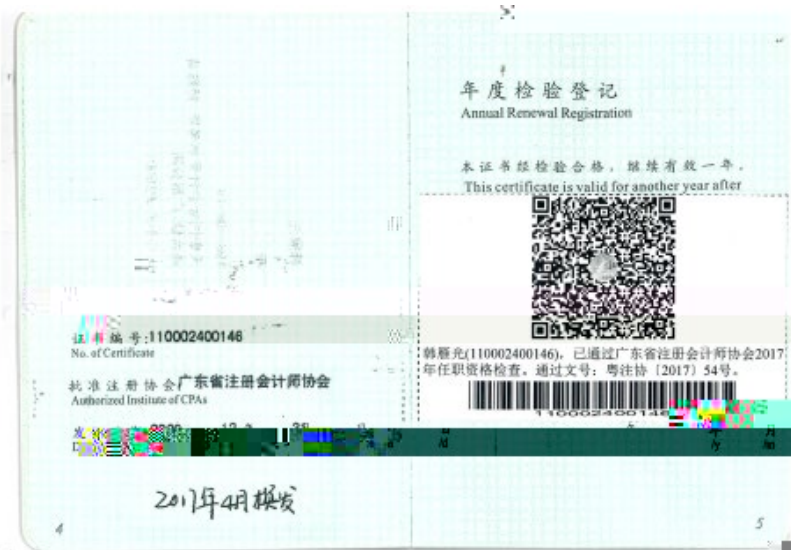 证书编号:110002400146
No. of Certificate
批准注册协会广东省注册会计师协会
Authorized Institute of CPAs
2017年4月换发
4
年度检验登记
Annual Renewal Registration
本证书经检验合格，继续有效一年。
This certificate is valid for another year after
韩雁光(110002400146)，已通过广东省注册会计师协会2017
年任职资格检查。通过文号：粤注协〔2017〕54号。
110002400146
5